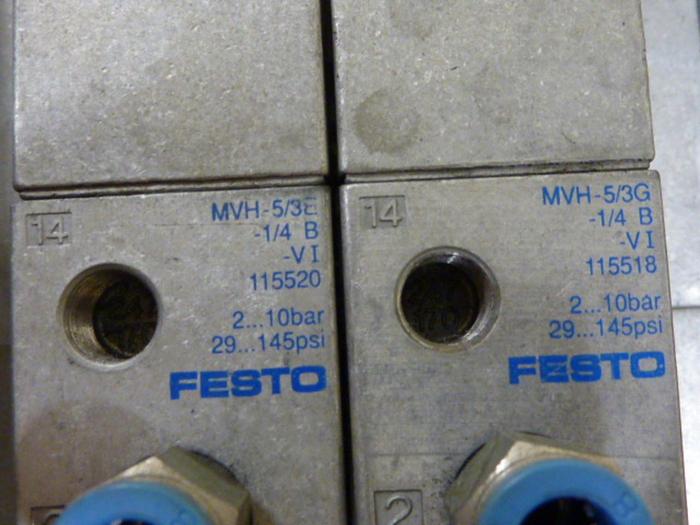 14
MVH-5/3E
-1/4 B
-VI
115520
2...10bar
29...145psi
FESTO
14
MVH-5/3G
-1/4 B
-VI
115518
2...10bar
29...145psi
FESTO
2